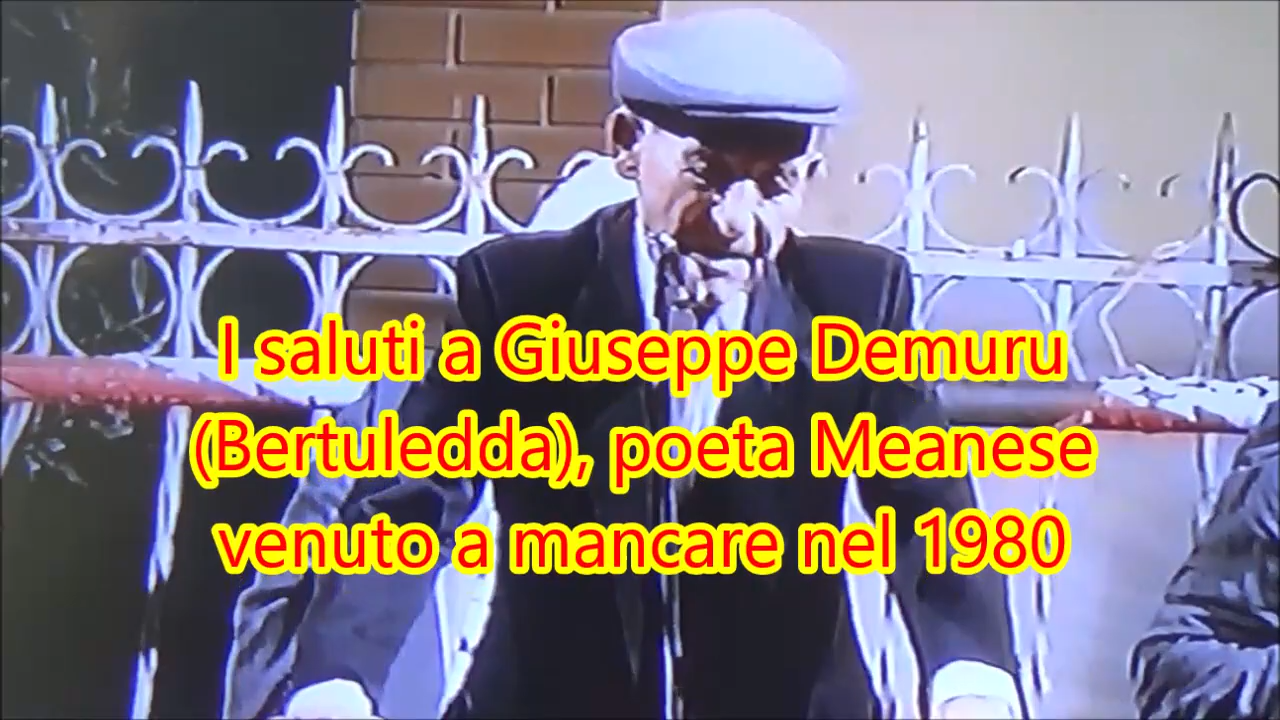 I saluti a Giuseppe Demuru
(Bertuledda), poeta Meanese
venuto a mancare nel 1980